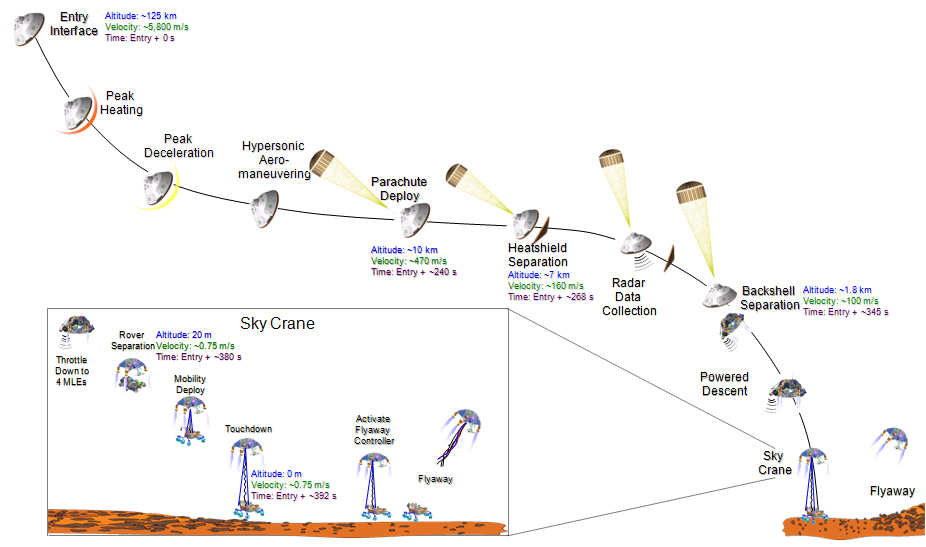 Entry
Interface
Altitude: ~125 km
Velocity: ~5,800 m/s
Time: Entry + 0 s
Peak
Heating
Peak
Deceleration
Hypersonic
Aero-
maneuvering
Parachute
Deploy
Altitude: ~10 km
Velocity: ~470 m/s
Time: Entry + ~240 s
Heatshield
Separation
Altitude: ~7 km
Velocity: ~160 m/s
Time: Entry + ~268 s
Radar
Data
Collection
Backshell
Separation
Altitude: ~1.8 km
Velocity: ~100 m/s
Time: Entry + ~345 s
Powered
Descent
Sky
Crane
Flyaway
Sky Crane
Throttle
Down to
4 MLEs
Rover
Separation
Altitude: 20 m
Velocity: ~0.75 m/s
Time: Entry + ~380 s
Mobility
Deploy
Touchdown
Altitude: 0 m
Velocity: ~0.75 m/s
Time: Entry + ~392 s
Activate
Flyaway
Controller
Flyaway